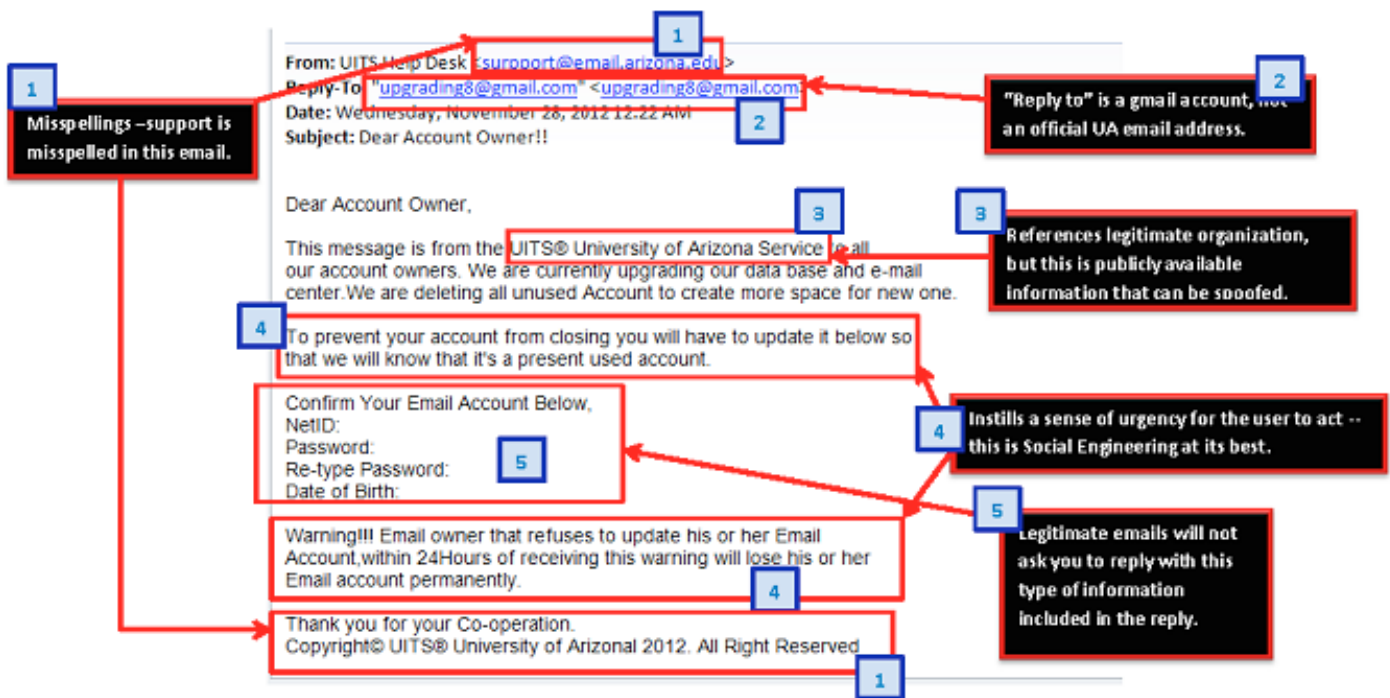 1
From: UITS Help Desk <surpport@email.arizona.edu>
1
Misspellings –support is
misspelled in this email.
Reply-To: "upgrading8@gmail.com" <upgrading8@gmail.com>
2
Date: Wednesday, November 28, 2012 12:22 AM
Subject: Dear Account Owner!!
2
"Reply to" is a gmail account, not
an official UA email address.
Dear Account Owner,
3
This message is from the UITS® University of Arizona Service to all
our account owners. We are currently upgrading our data base and e-mail
center.We are deleting all unused Account to create more space for new one.
3
References legitimate organization,
but this is publicly available
information that can be spoofed.
4
To prevent your account from closing you will have to update it below so
that we will know that it's a present used account.
4
Instills a sense of urgency for the user to act --
this is Social Engineering at its best.
Confirm Your Email Account Below,
NetID:
Password:
Re-type Password:
Date of Birth:
5
5
Legitimate emails will not
ask you to reply with this
type of information
included in the reply.
Warning!!! Email owner that refuses to update his or her Email
Account,within 24Hours of receiving this warning will lose his or her
Email account permanently.
4
Thank you for your Co-operation.
Copyright© UITS® University of Arizonal 2012. All Right Reserved
1